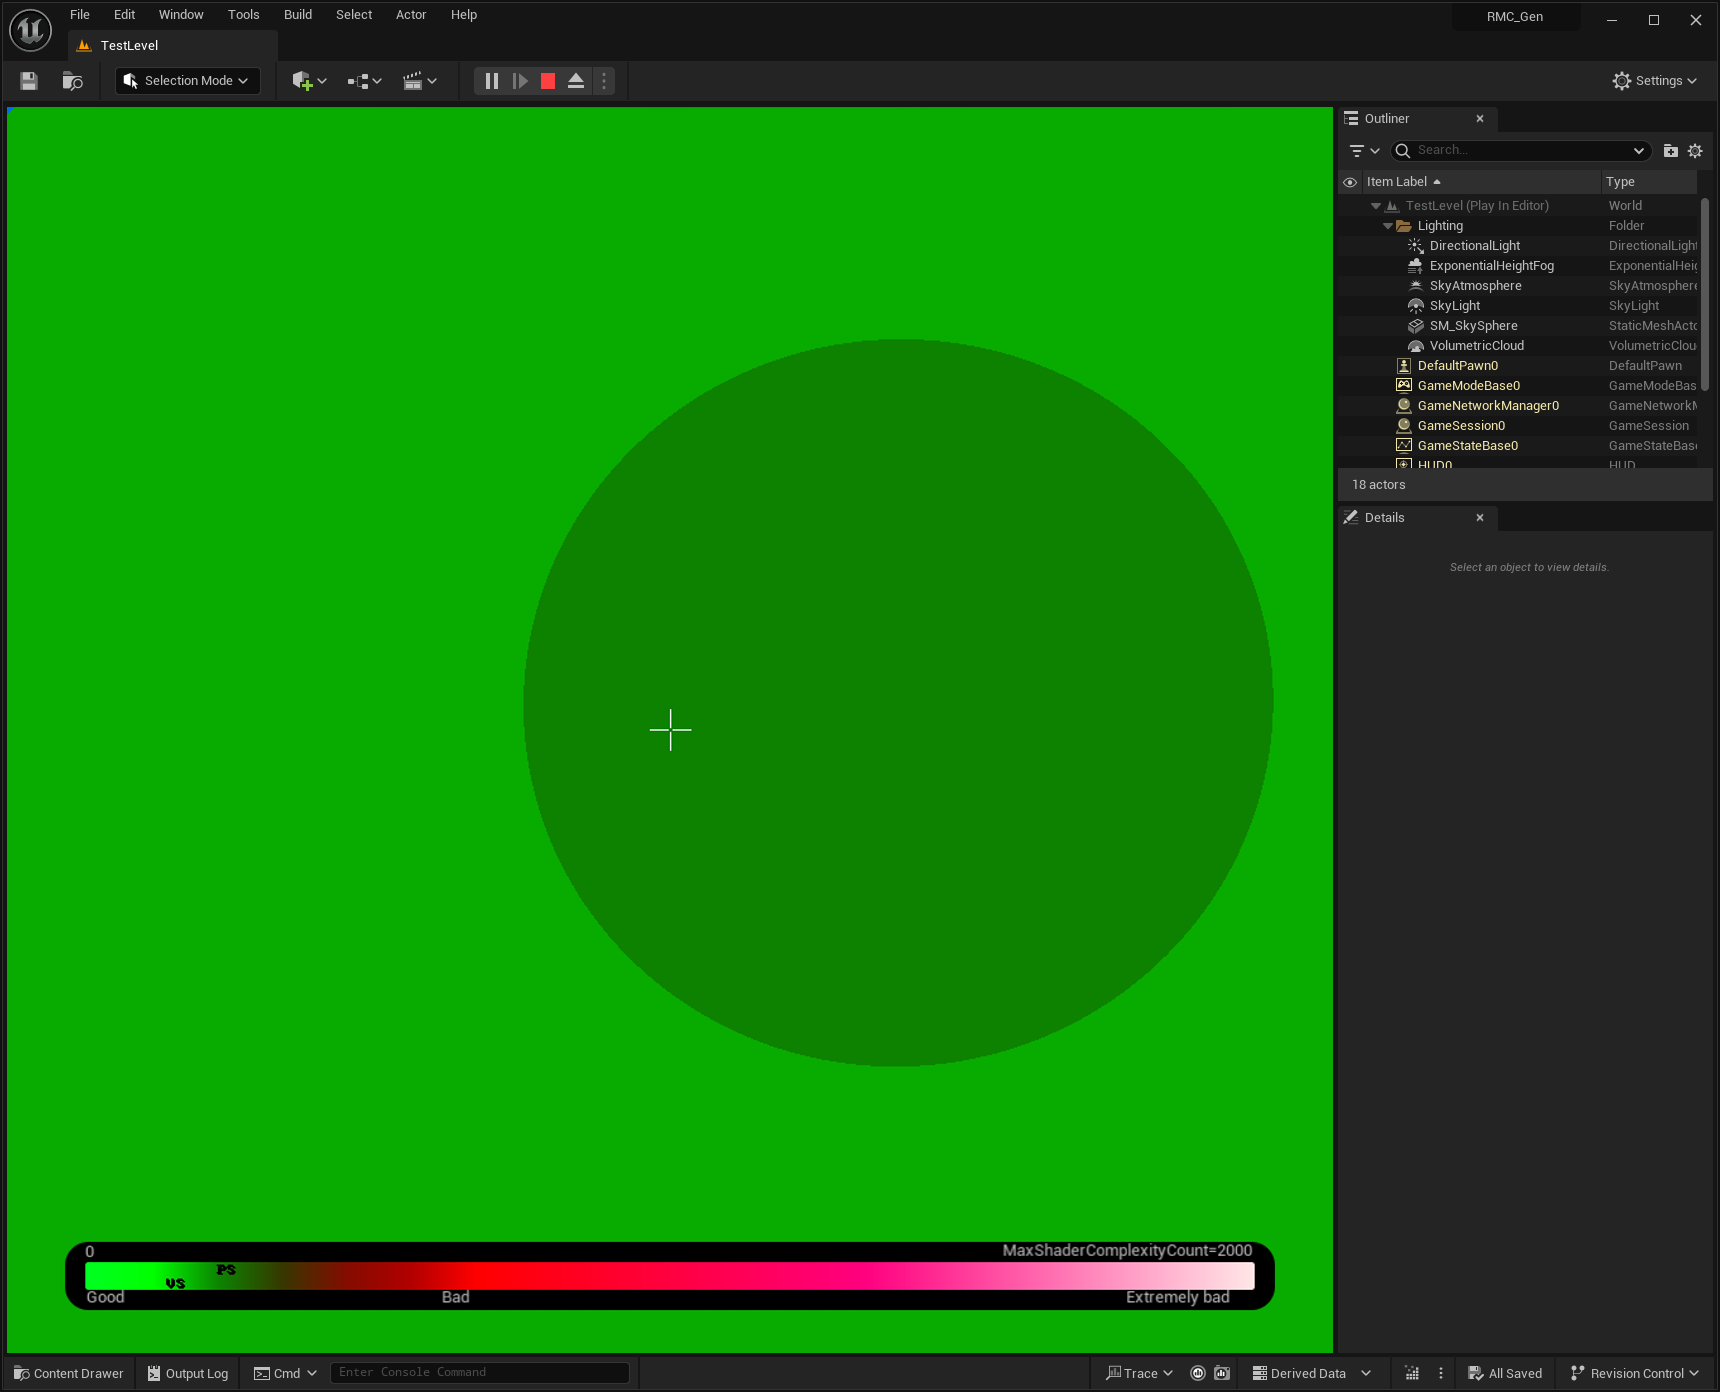 File Edit Window Tools Build Select Actor Help
RMC_Gen
TestLevel
Selection Mode
Settings
Outliner
Search...
Item Label Type
TestLevel (Play In Editor) World
Lighting Folder
DirectionalLight DirectionalLight
ExponentialHeightFog ExponentialHeig
SkyAtmosphere SkyAtmosphere
SkyLight SkyLight
SM_SkySphere StaticMeshActo
VolumetricCloud VolumetricClou
DefaultPawn0 DefaultPawn
GameModeBase0 GameModeBas
GameNetworkManager0 GameNetworkM
GameSession0 GameSession
GameStateBase0 GameStateBase
HUD0 HUD
18 actors
Details
Select an object to view details.
0 MaxShaderComplexityCount=2000
PS
VS
Good Bad Extremely bad
Content Drawer Output Log Cmd Enter Console Command Trace Derived Data All Saved Revision Control